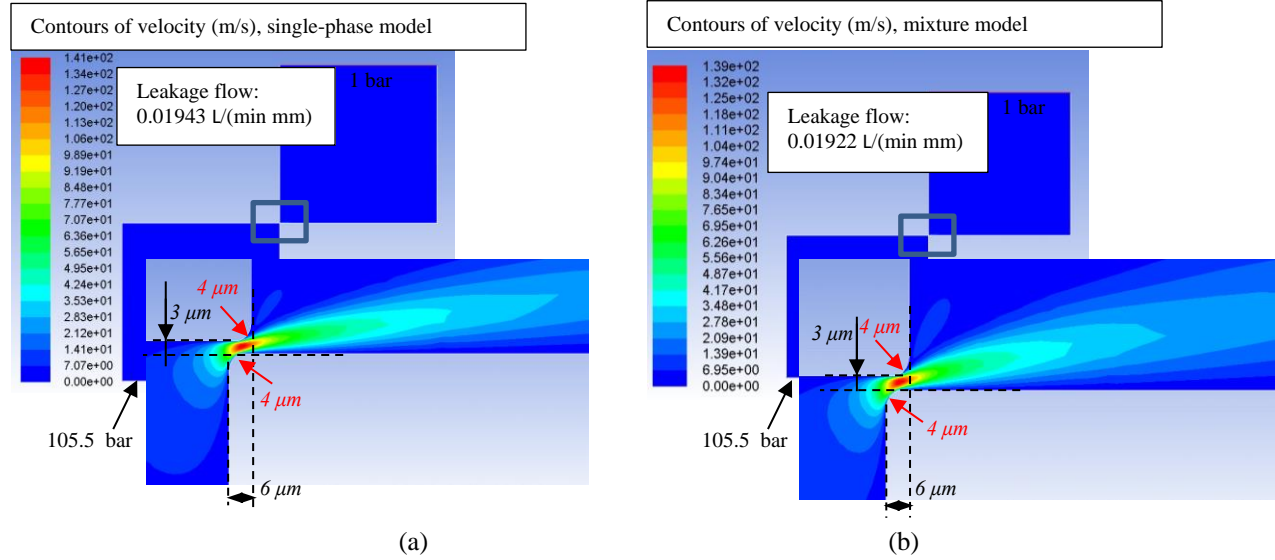 Contours of velocity (m/s), single-phase model
1.41e+02
1.34e+02
1.27e+02
1.20e+02
1.13e+02
1.06e+02
9.89e+01
9.19e+01
8.48e+01
7.77e+01
7.07e+01
6.36e+01
5.65e+01
4.95e+01
4.24e+01
3.53e+01
2.83e+01
2.12e+01
1.41e+01
7.07e+00
0.00e+00
1 bar
Leakage flow:
0.01943 L/(min mm)
4 μm
3 μm
4 μm
105.5 bar
6 μm
(a)
Contours of velocity (m/s), mixture model
1.39e+02
1.32e+02
1.25e+02
1.18e+02
1.11e+02
1.04e+02
9.74e+01
9.04e+01
8.34e+01
7.65e+01
6.95e+01
6.26e+01
5.56e+01
4.87e+01
4.17e+01
3.48e+01
2.78e+01
2.09e+01
1.39e+01
6.95e+00
0.00e+00
1 bar
Leakage flow:
0.01922 L/(min mm)
4 μm
3 μm
4 μm
105.5 bar
6 μm
(b)